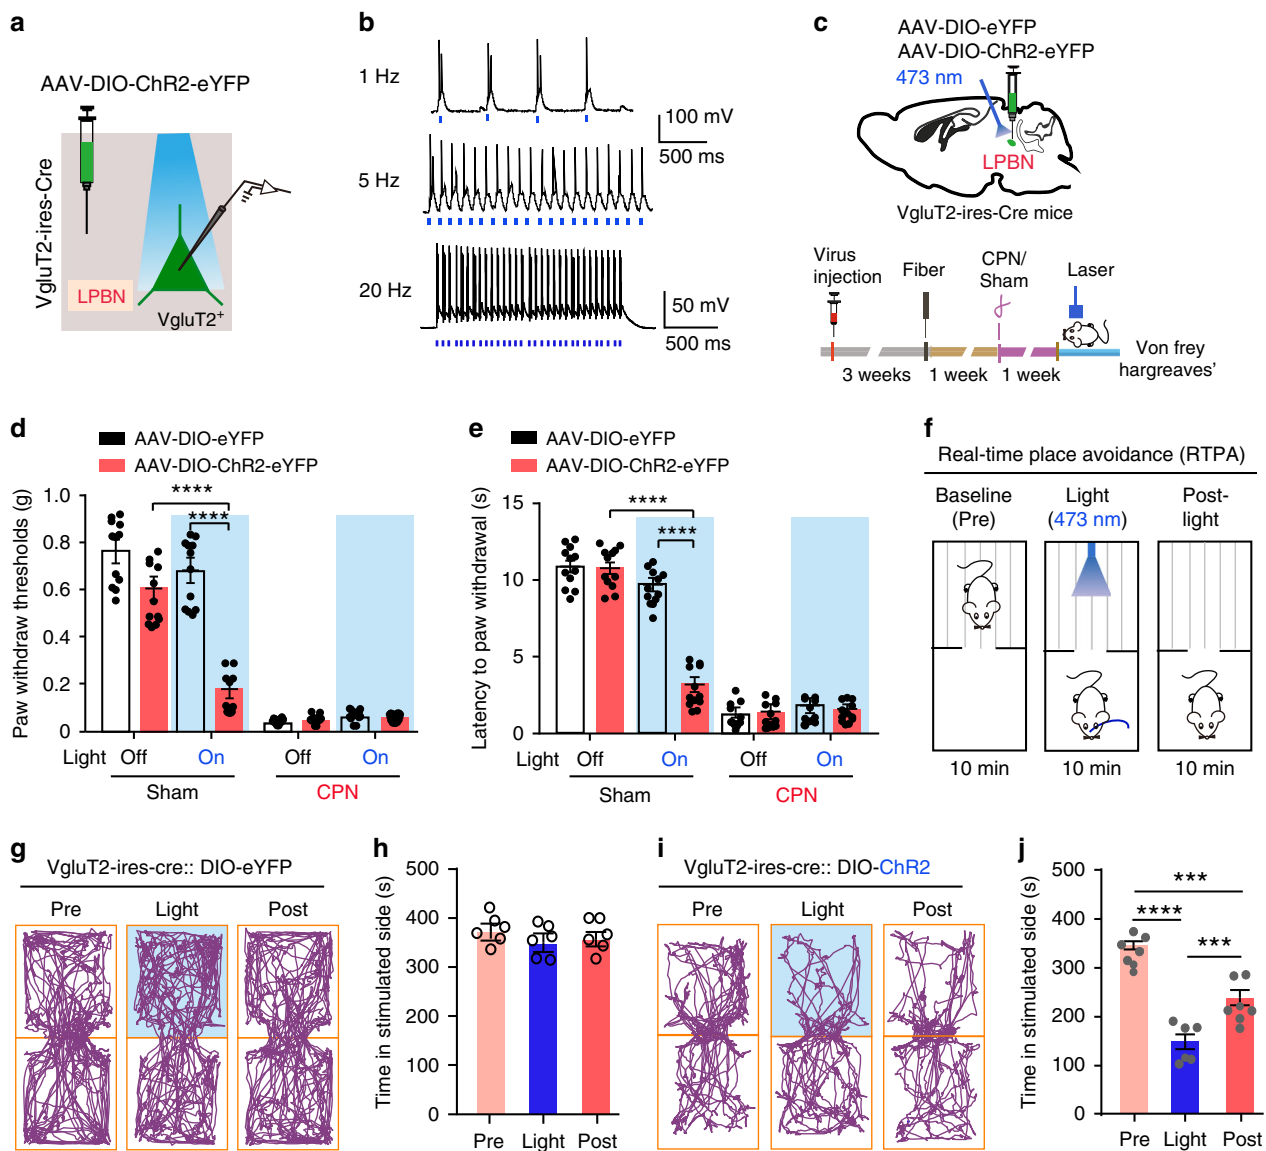 a
AAV-DIO-ChR2-eYFP
VgluT2-ires-Cre
LPBN
VgluT2+
b
1 Hz
100 mV
500 ms
5 Hz
20 Hz
50 mV
500 ms
c
AAV-DIO-eYFP
AAV-DIO-ChR2-eYFP
473 nm
LPBN
VgluT2-ires-Cre mice
Virus
injection
Fiber
CPN/
Sham
Laser
3 weeks
1 week
1 week
Von frey
hargreaves'
d
AAV-DIO-eYFP
AAV-DIO-ChR2-eYFP
Paw withdraw thresholds (g)
1.0
0.8
0.6
0.4
0.2
0
****
****
Light
Off
On
Off
On
Sham
CPN
e
AAV-DIO-eYFP
AAV-DIO-ChR2-eYFP
Latency to paw withdrawal (s)
15
10
5
0
****
****
Light
Off
On
Off
On
Sham
CPN
f
Real-time place avoidance (RTPA)
Baseline
(Pre)
Light
(473 nm)
Post-
light
10 min
10 min
10 min
g
VgluT2-ires-cre:: DIO-eYFP
Pre
Light
Post
h
Time in stimulated side (s)
500
400
300
200
100
0
Pre
Light
Post
i
VgluT2-ires-cre:: DIO-ChR2
Pre
Light
Post
j
Time in stimulated side (s)
500
400
300
200
100
0
***
****
***
Pre
Light
Post